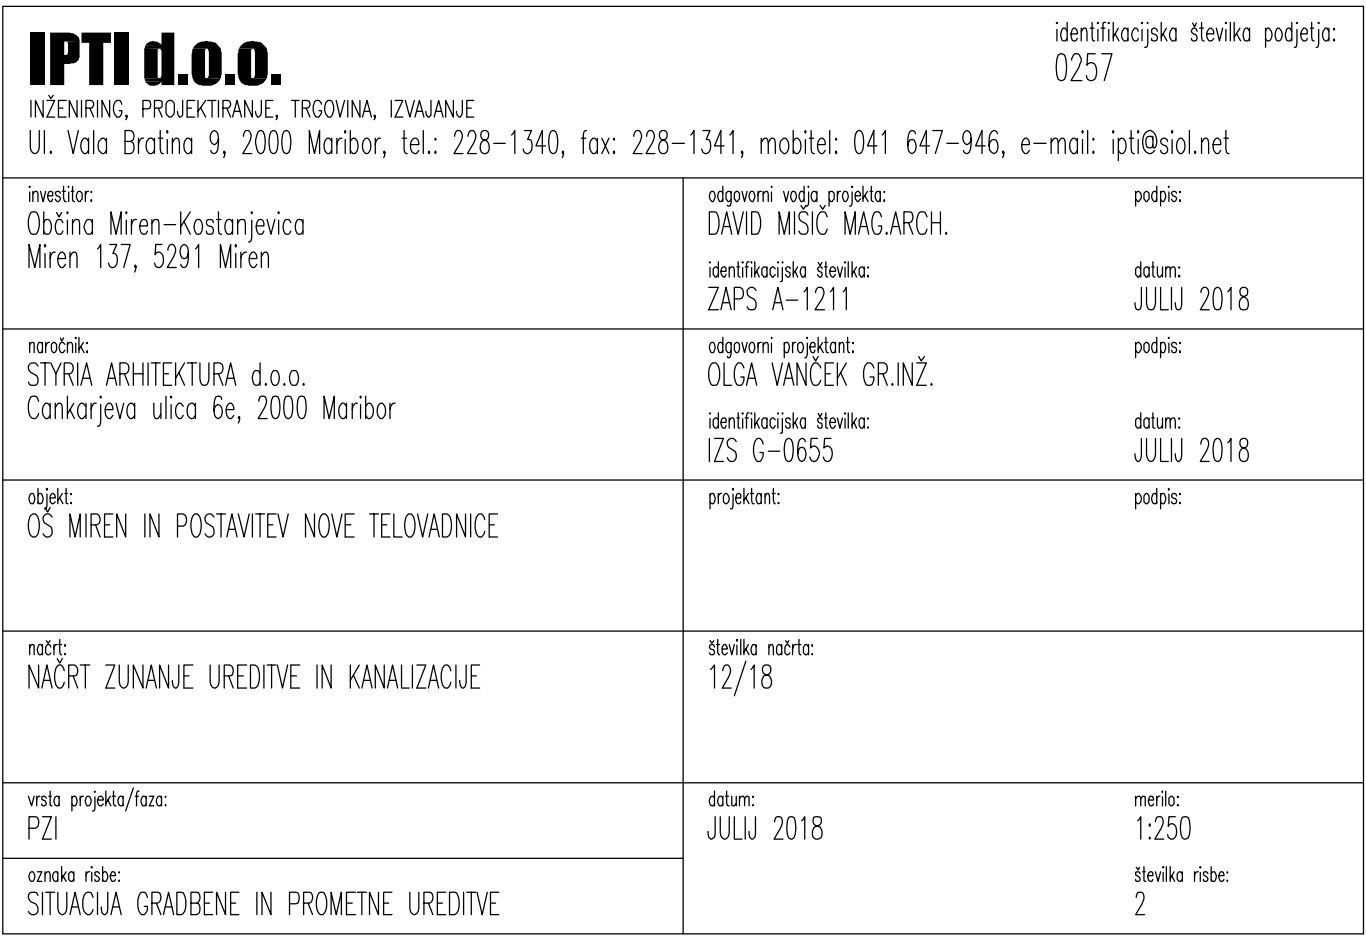 IPTI d.o.o.
identifikacijska številka podjetja:
0257
INŽENIRING, PROJEKTIRANJE, TRGOVINA, IZVAJANJE
Ul. Vala Bratina 9, 2000 Maribor, tel.: 228-1340, fax: 228-1341, mobitel: 041 647-946, e-mail: ipti@siol.net
investitor:
Občina Miren-Kostanjevica
Miren 137, 5291 Miren
odgovorni vodja projekta:
DAVID MIŠIČ MAG.ARCH.
podpis:
identifikacijska številka:
ZAPS A-1211
datum:
JULIJ 2018
naročnik:
STYRIA ARHITEKTURA d.o.o.
Cankarjeva ulica 6e, 2000 Maribor
odgovorni projektant:
OLGA VANČEK GR.INŽ.
podpis:
identifikacijska številka:
IZS G-0655
datum:
JULIJ 2018
objekt:
OŠ MIREN IN POSTAVITEV NOVE TELOVADNICE
projektant:
podpis:
načrt:
NAČRT ZUNANJE UREDITVE IN KANALIZACIJE
številka načrta:
12/18
vrsta projekta/faza:
PZI
datum:
JULIJ 2018
merilo:
1:250
oznaka risbe:
SITUACIJA GRADBENE IN PROMETNE UREDITVE
številka risbe:
2